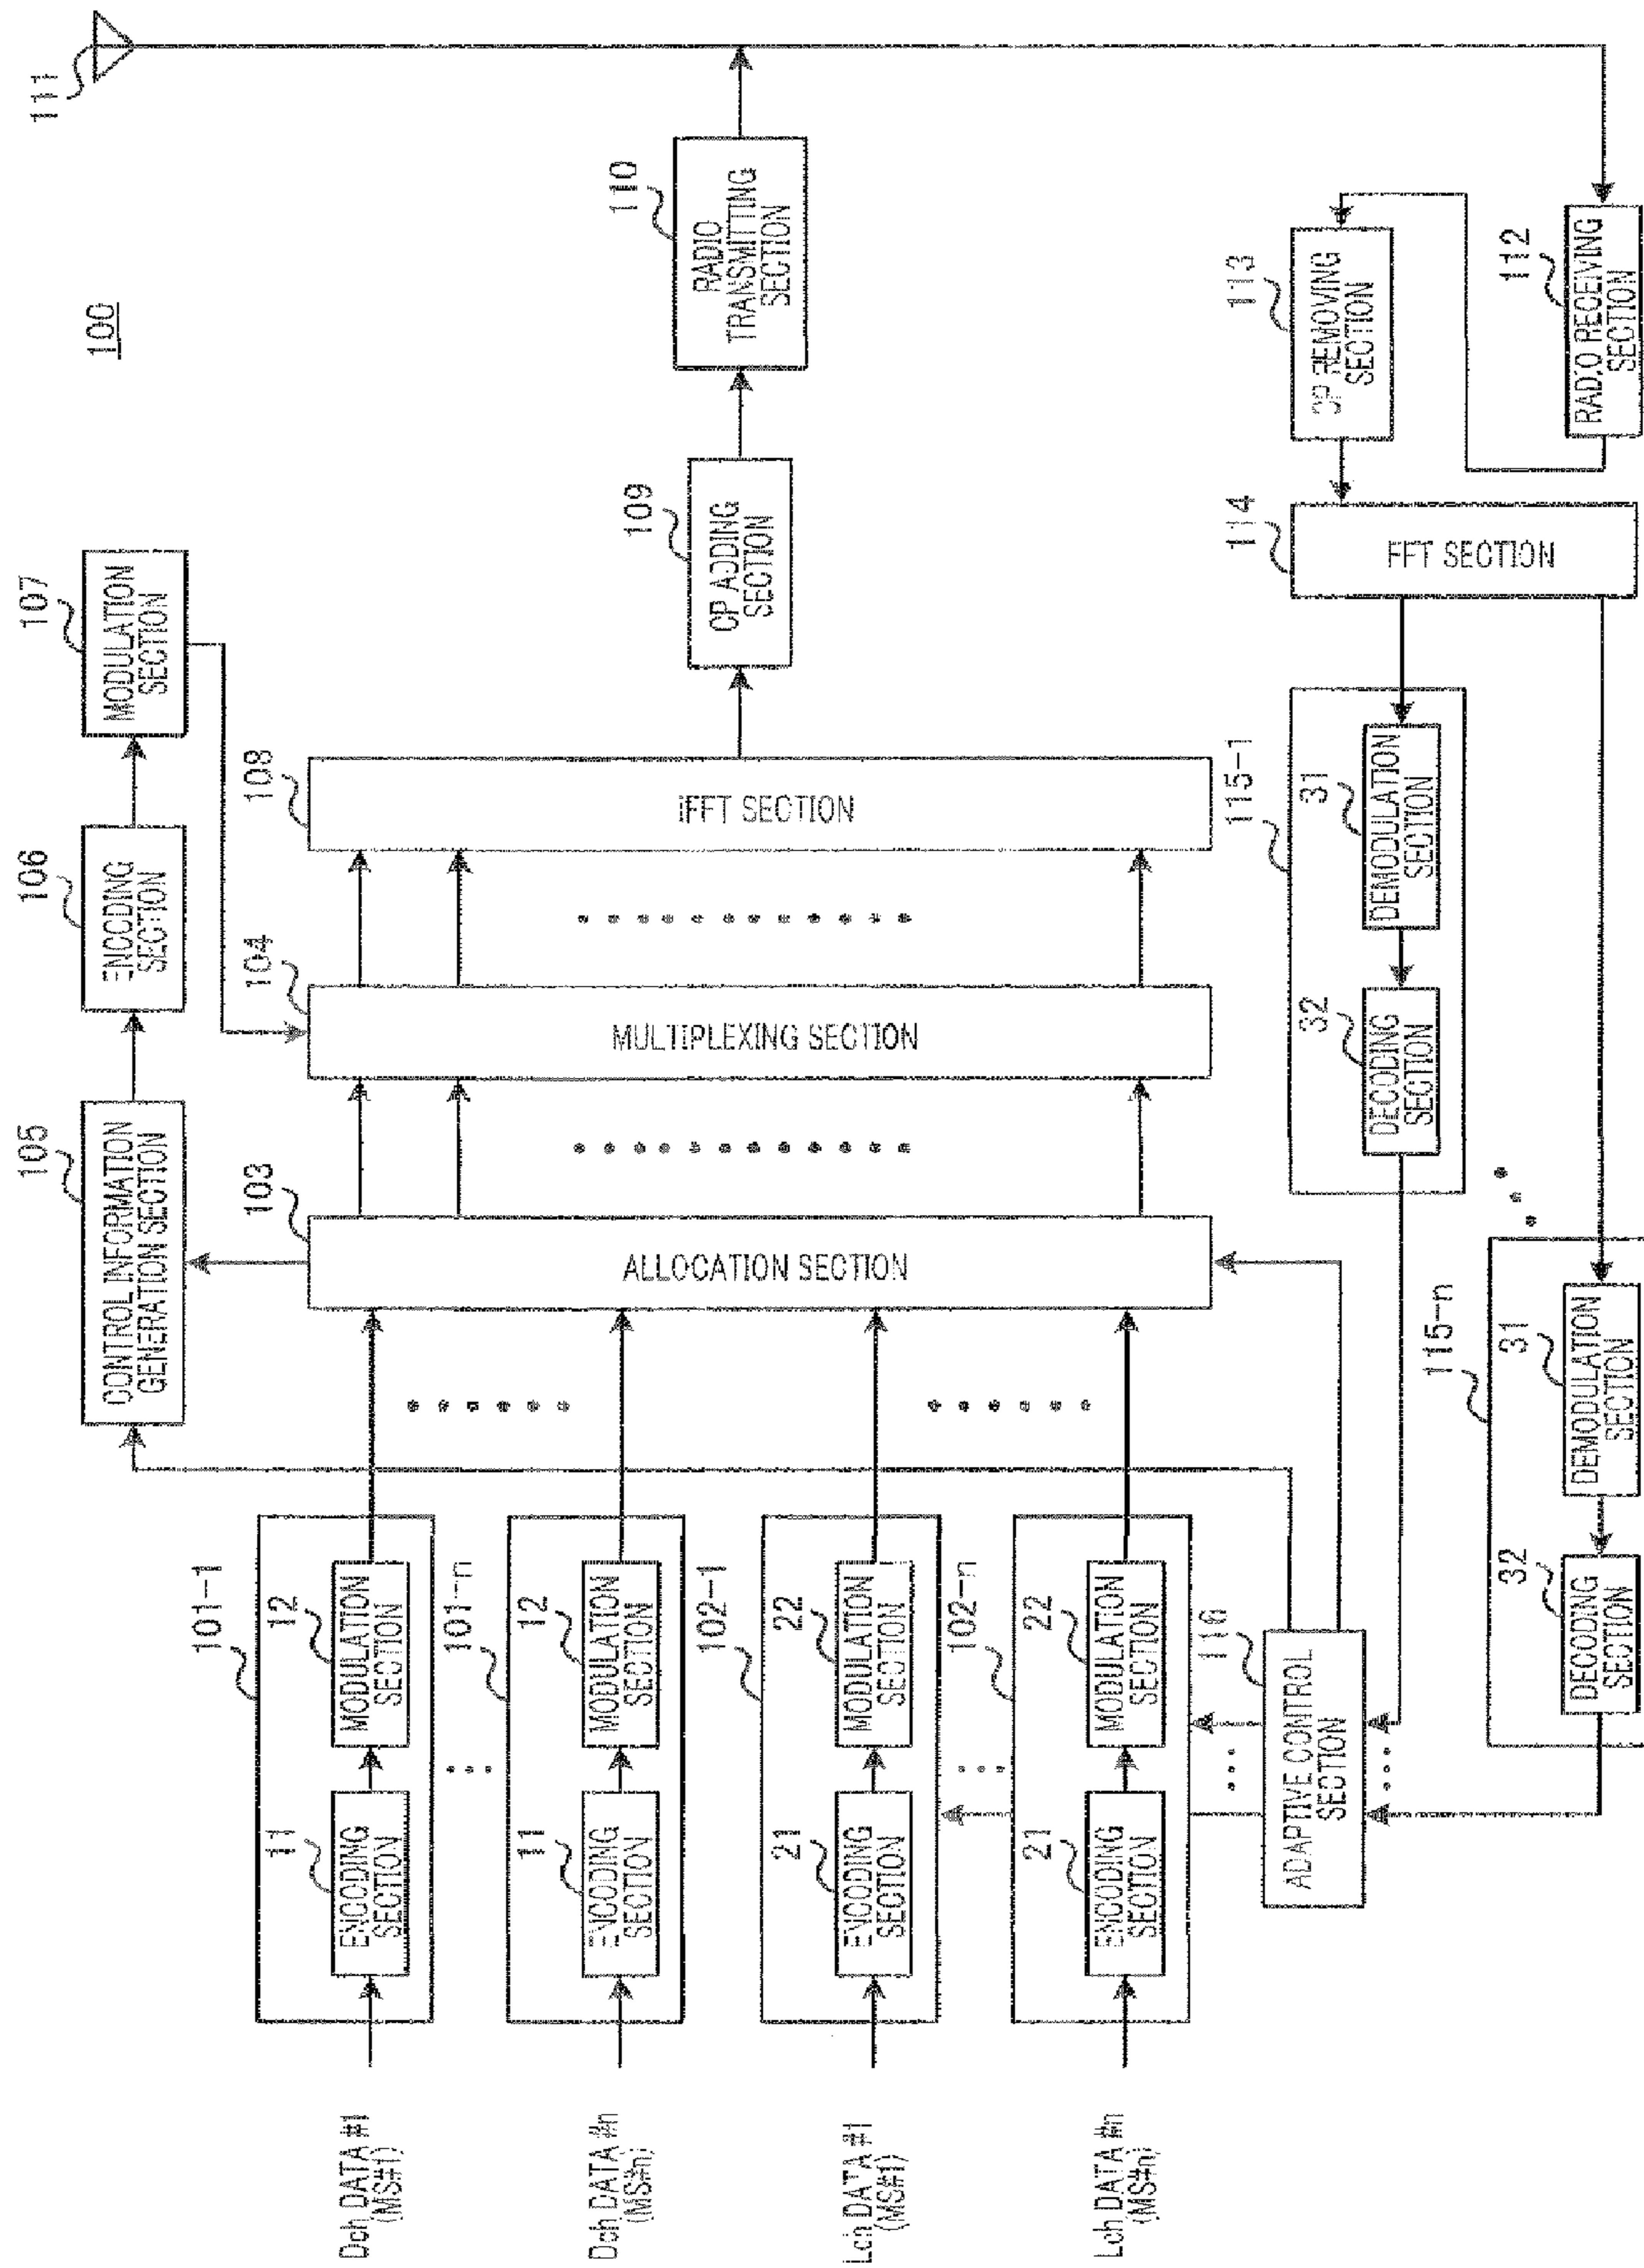 100
111
105
CONTROL INFORMATION
GENERATION SECTION
106
ENCODING
SECTION
107
MODULATION
SECTION
101-1
11
ENCODING
SECTION
12
MODULATION
SECTION
Dch DATA #1
(MS#1)
101-n
11
ENCODING
SECTION
12
MODULATION
SECTION
Dch DATA #n
(MS#n)
102-1
21
ENCODING
SECTION
22
MODULATION
SECTION
Lch DATA #1
(MS#1)
102-n
21
ENCODING
SECTION
22
MODULATION
SECTION
Lch DATA #n
(MS#n)
103
ALLOCATION SECTION
104
MULTIPLEXING SECTION
108
IFFT SECTION
109
CP ADDING
SECTION
110
RADIO
TRANSMITTING
SECTION
116
ADAPTIVE CONTROL
SECTION
115-1
32
DECODING
SECTION
31
DEMODULATION
SECTION
114
FFT SECTION
113
CP REMOVING
SECTION
112
RADIO RECEIVING
SECTION
115-n
32
DECODING
SECTION
31
DEMODULATION
SECTION